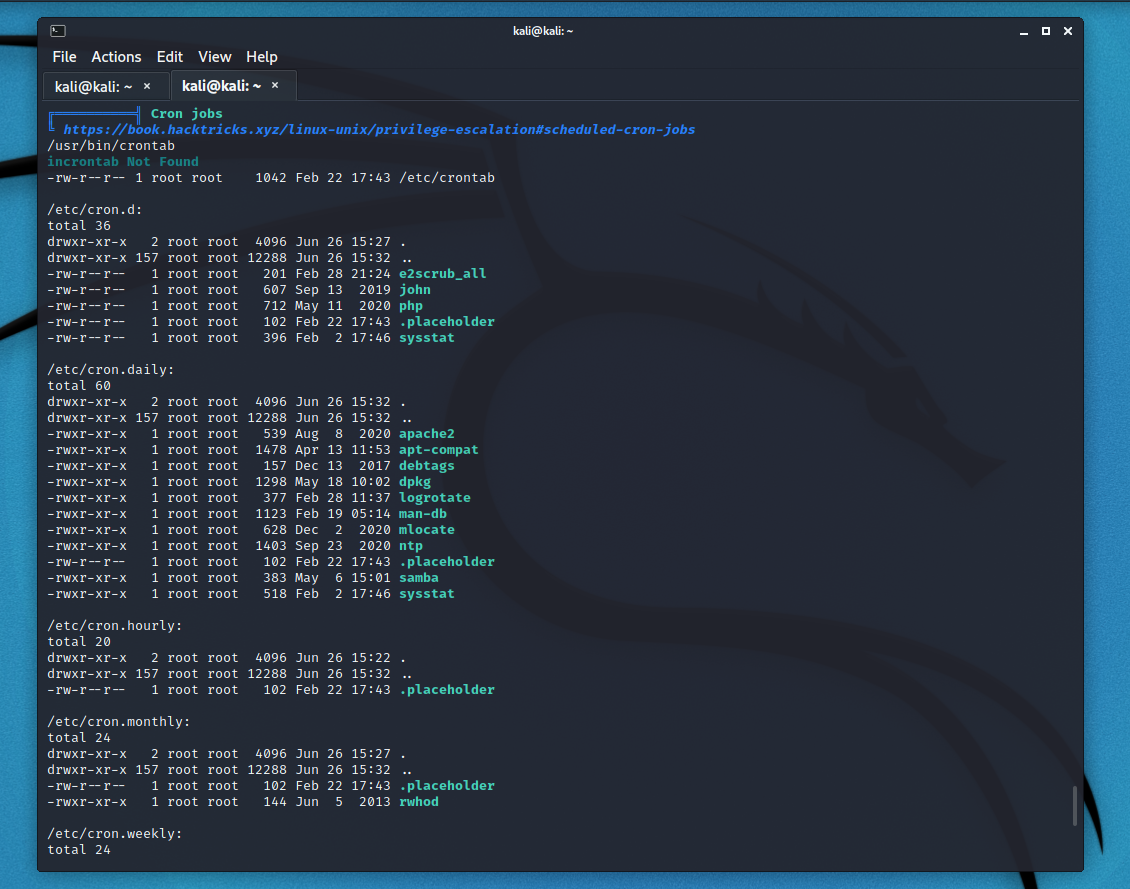 kali@kali: ~
File Actions Edit View Help
kali@kali: ~ × kali@kali: ~ ×
╔══════════╣ Cron jobs
╚ https://book.hacktricks.xyz/linux-unix/privilege-escalation#scheduled-cron-jobs
/usr/bin/crontab
incrontab Not Found
-rw-r--r-- 1 root root    1042 Feb 22 17:43 /etc/crontab

/etc/cron.d:
total 36
drwxr-xr-x   2 root root  4096 Jun 26 15:27 .
drwxr-xr-x 157 root root 12288 Jun 26 15:32 ..
-rw-r--r--   1 root root   201 Feb 28 21:24 e2scrub_all
-rw-r--r--   1 root root   607 Sep 13  2019 john
-rw-r--r--   1 root root   712 May 11  2020 php
-rw-r--r--   1 root root   102 Feb 22 17:43 .placeholder
-rw-r--r--   1 root root   396 Feb  2 17:46 sysstat

/etc/cron.daily:
total 60
drwxr-xr-x   2 root root  4096 Jun 26 15:32 .
drwxr-xr-x 157 root root 12288 Jun 26 15:32 ..
-rwxr-xr-x   1 root root   539 Aug  8  2020 apache2
-rwxr-xr-x   1 root root  1478 Apr 13 11:53 apt-compat
-rwxr-xr-x   1 root root   157 Dec 13  2017 debtags
-rwxr-xr-x   1 root root  1298 May 18 10:02 dpkg
-rwxr-xr-x   1 root root   377 Feb 28 11:37 logrotate
-rwxr-xr-x   1 root root  1123 Feb 19 05:14 man-db
-rwxr-xr-x   1 root root   628 Dec  2  2020 mlocate
-rwxr-xr-x   1 root root  1403 Sep 23  2020 ntp
-rw-r--r--   1 root root   102 Feb 22 17:43 .placeholder
-rwxr-xr-x   1 root root   383 May  6 15:01 samba
-rwxr-xr-x   1 root root   518 Feb  2 17:46 sysstat

/etc/cron.hourly:
total 20
drwxr-xr-x   2 root root  4096 Jun 26 15:22 .
drwxr-xr-x 157 root root 12288 Jun 26 15:32 ..
-rw-r--r--   1 root root   102 Feb 22 17:43 .placeholder

/etc/cron.monthly:
total 24
drwxr-xr-x   2 root root  4096 Jun 26 15:27 .
drwxr-xr-x 157 root root 12288 Jun 26 15:32 ..
-rw-r--r--   1 root root   102 Feb 22 17:43 .placeholder
-rwxr-xr-x   1 root root   144 Jun  5  2013 rwhod

/etc/cron.weekly:
total 24